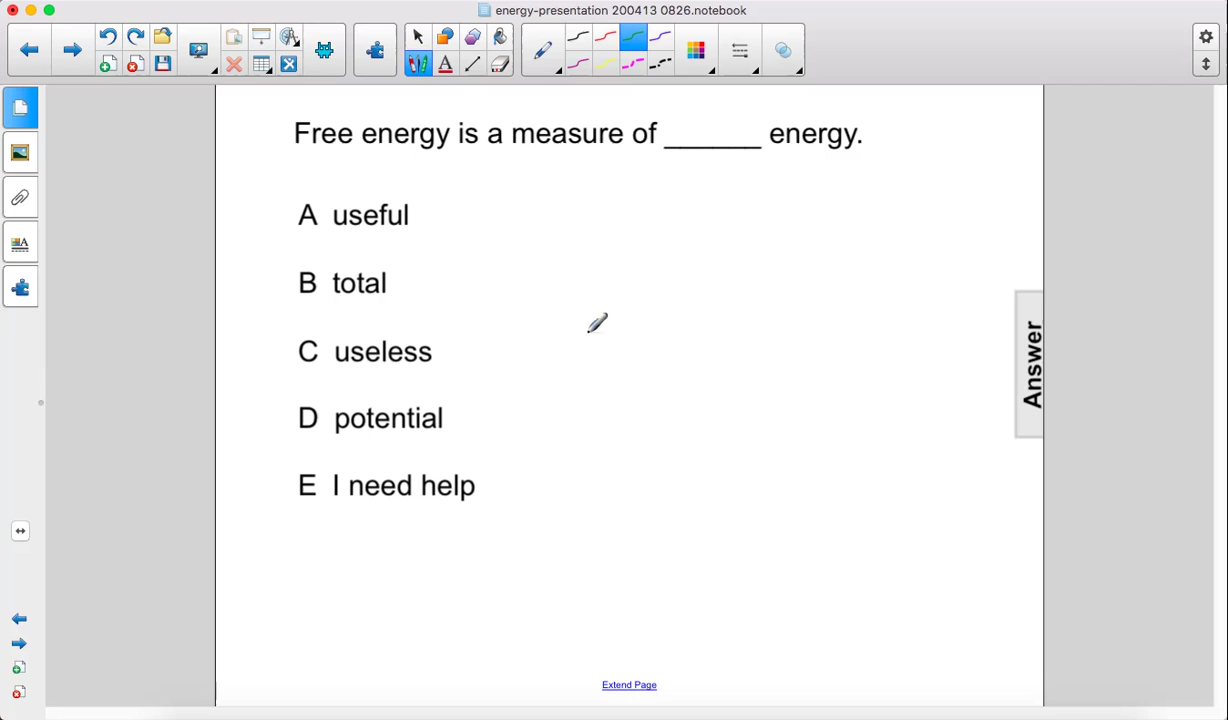 energy-presentation 200413 0826.notebook
Free energy is a measure of ______ energy.
A useful
B total
C useless
D potential
E I need help
Answer
Extend Page